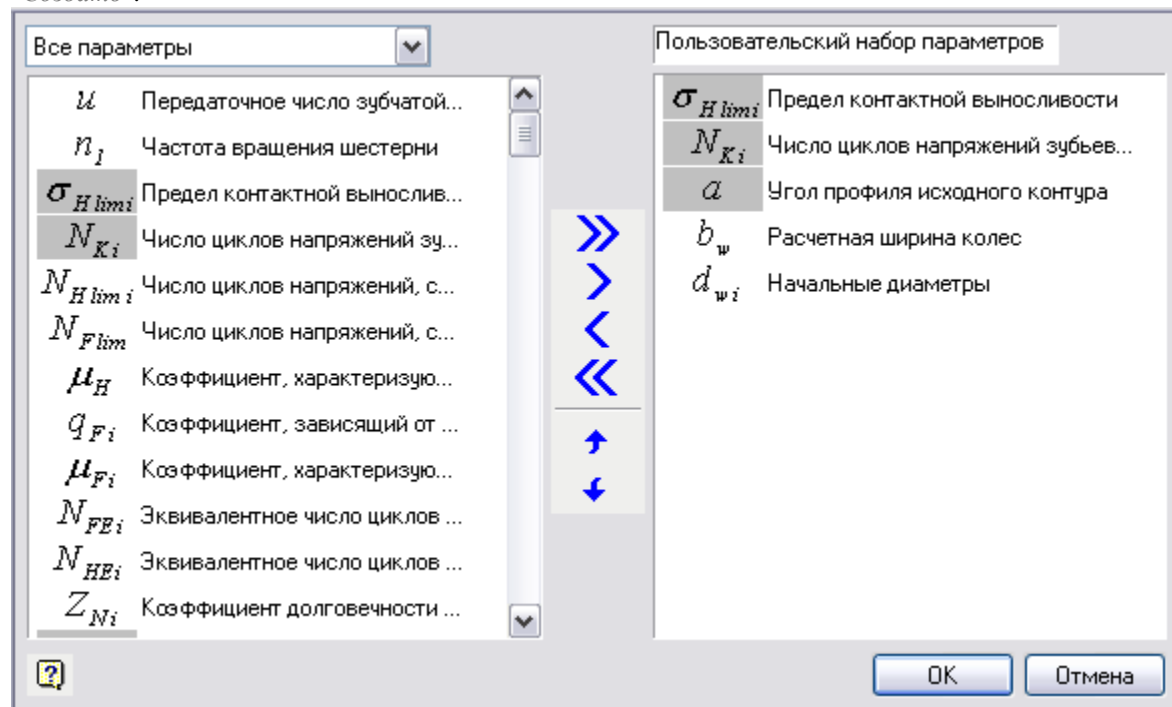 Все параметры
Пользовательский набор параметров
u Передаточное число зубчатой...
n1 Частота вращения шестерни
σH limi Предел контактной вынослив...
NKi Число циклов напряжений зу...
NH lim i Число циклов напряжений, с...
NF lim Число циклов напряжений, с...
μH Коэффициент, характеризую...
qFi Коэффициент, зависящий от ...
μFi Коэффициент, характеризую...
NFEi Эквивалентное число циклов ...
NHEi Эквивалентное число циклов ...
ZNi Коэффициент долговечности ...
σH limi Предел контактной выносливости
NKi Число циклов напряжений зубьев...
a Угол профиля исходного контура
bw Расчетная ширина колес
dwi Начальные диаметры
OK
Отмена